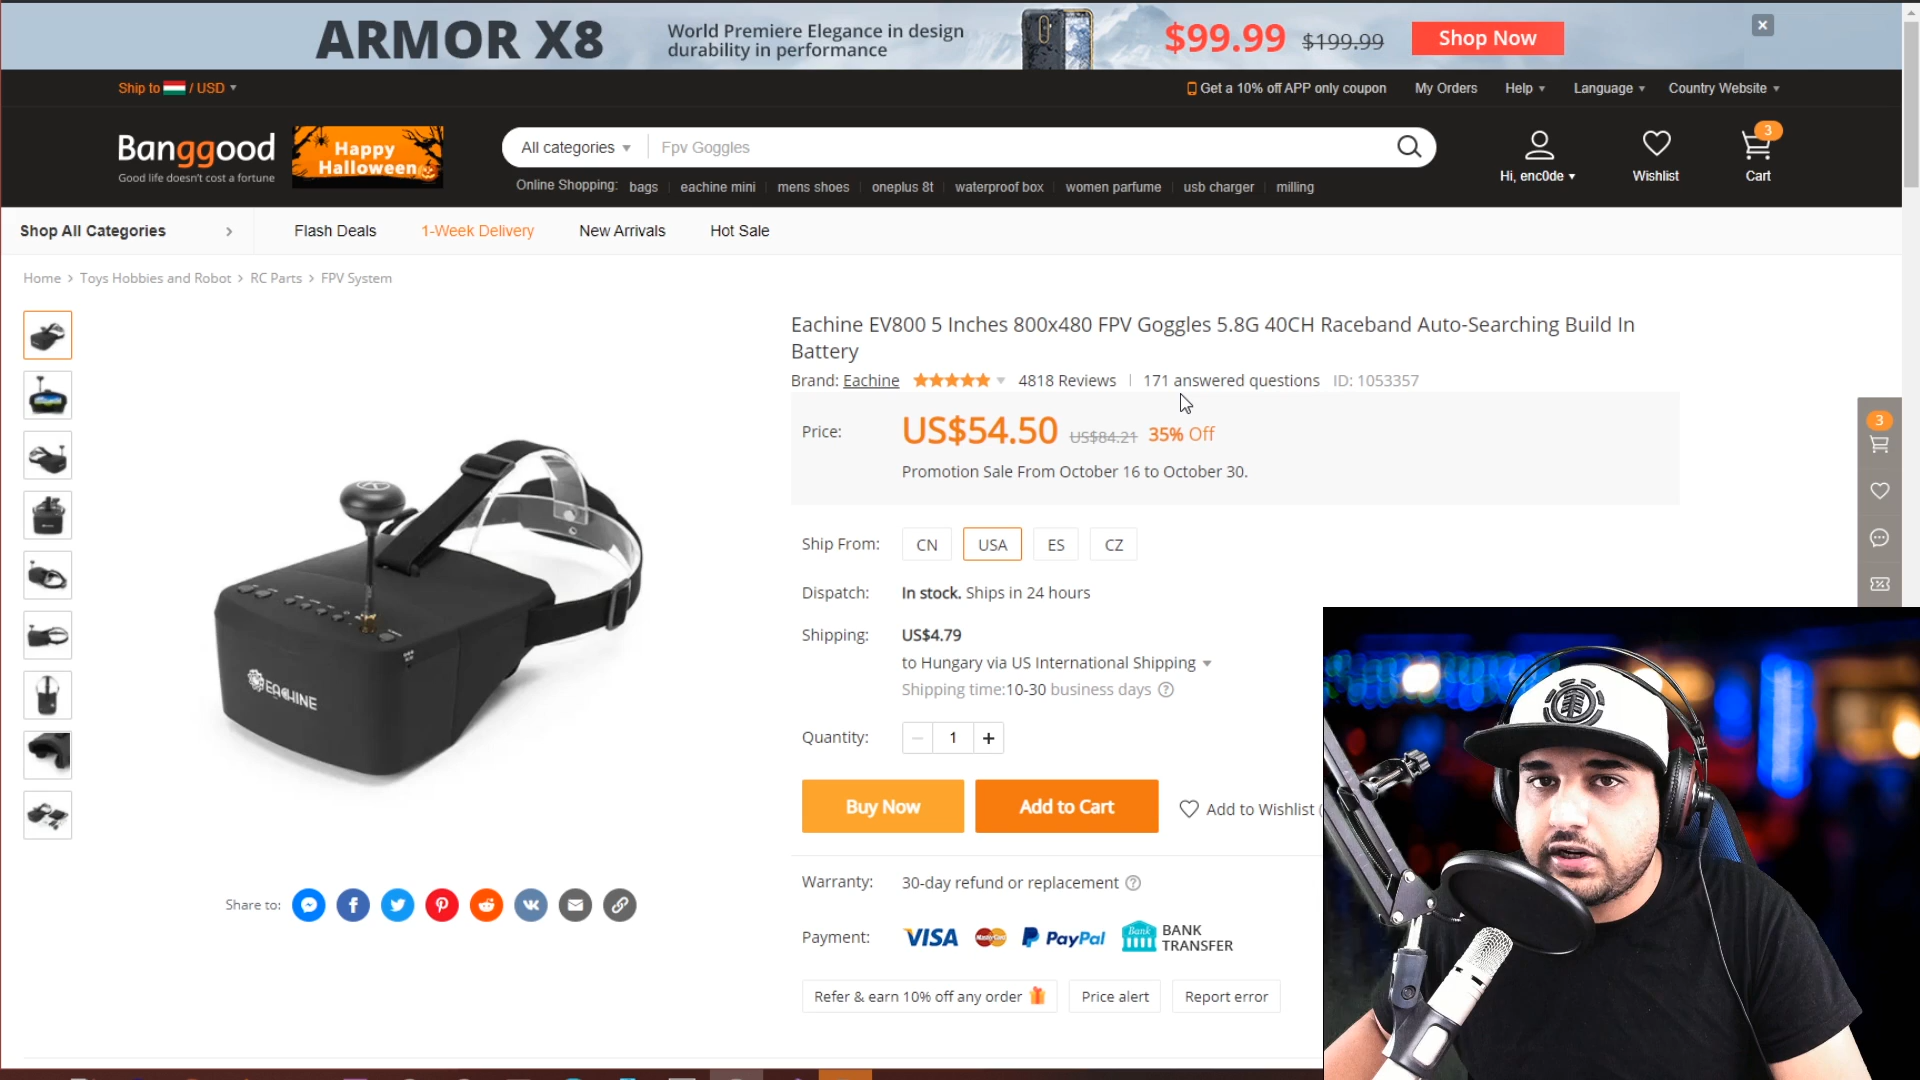 ARMOR X8
World Premiere Elegance in design
durability in performance
$99.99 $199.99
Shop Now
Ship to / USD
Get a 10% off APP only coupon
My Orders
Help
Language
Country Website
Banggood
Good life doesn't cost a fortune
Happy
Halloween
All categories
Fpv Goggles
Online Shopping: bags eachine mini mens shoes oneplus 8t waterproof box women parfume usb charger milling
Hi, enc0de
Wishlist
3
Cart
Shop All Categories
Flash Deals
1-Week Delivery
New Arrivals
Hot Sale
Home > Toys Hobbies and Robot > RC Parts > FPV System
Eachine EV800 5 Inches 800x480 FPV Goggles 5.8G 40CH Raceband Auto-Searching Build In
Battery
Brand: Eachine 4818 Reviews 171 answered questions ID: 1053357
Price: US$54.50 US$84.21 35% Off
Promotion Sale From October 16 to October 30.
3
Ship From: CN USA ES CZ
Dispatch: In stock. Ships in 24 hours
Shipping: US$4.79
to Hungary via US International Shipping
Shipping time:10-30 business days
EACHINE
Quantity: 1
Buy Now
Add to Cart
Add to Wishlist (
Warranty: 30-day refund or replacement
Share to:
Payment: VISA MasterCard PayPal Bank BANK
TRANSFER
Refer & earn 10% off any order
Price alert
Report error